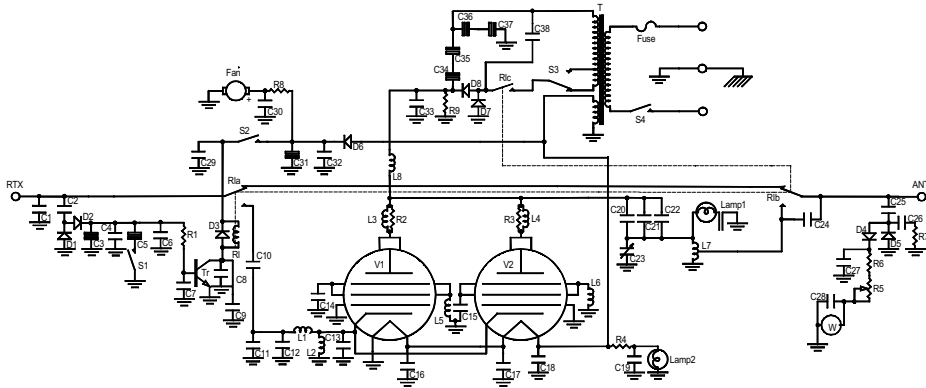 C36
C37
T
C38
Fuse
C35
C34
S3
Fan
R8
D8
Rlc
+
C30
C33
R9
D7
S4
S2
C31
C32
D6
C29
L8
RTX
Rla
Rlb
ANT
C1
C2
D2
D1
C3
C4
C5
C6
R1
D3
Rl
L3
R2
R3
L4
C20
C21
C22
Lamp1
C24
C25
C26
D4
D5
R7
S1
C10
V1
V2
C23
L7
Tr
C8
C7
C9
C14
L5
C15
L6
C27
R6
R5
C28
W
C11
C12
L1
L2
C13
C16
C17
C18
R4
C19
Lamp2